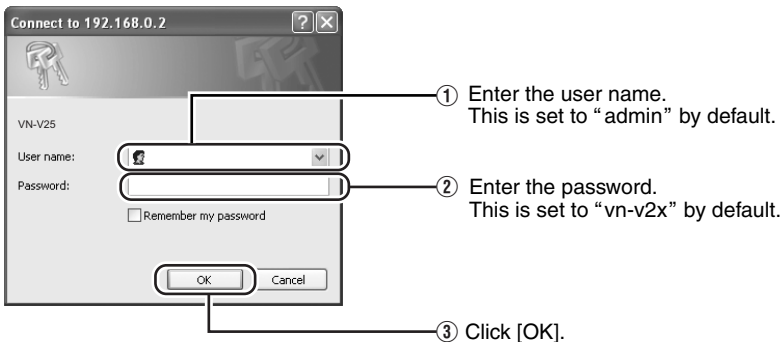 Connect to 192.168.0.2
VN-V25
User name:
Password:
Remember my password
OK
Cancel
① Enter the user name.
This is set to “admin” by default.
② Enter the password.
This is set to “vn-v2x” by default.
③ Click [OK].